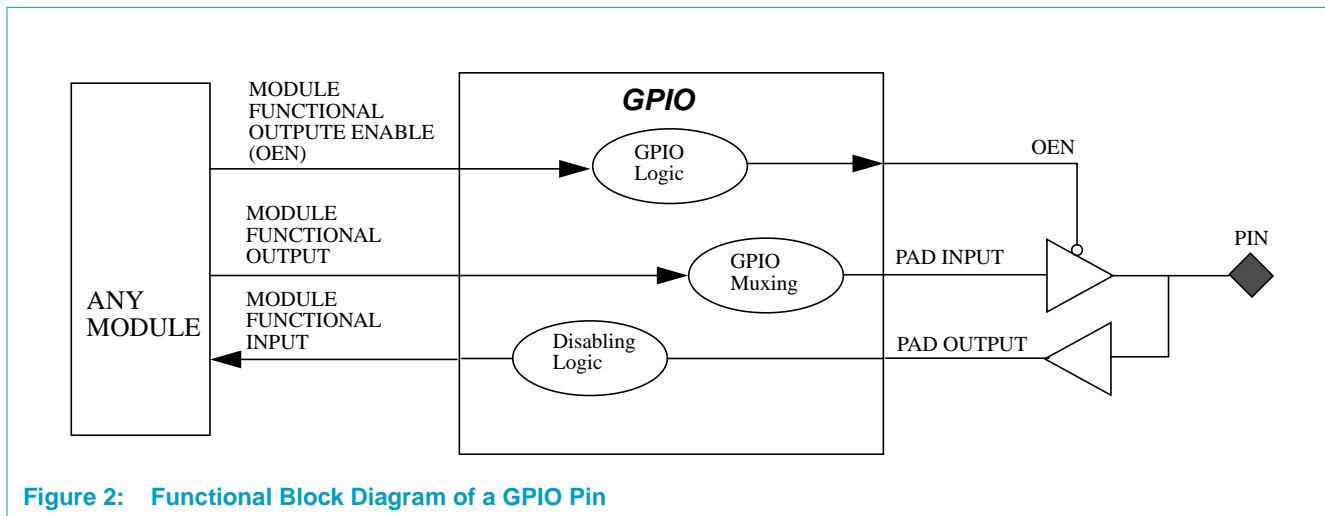 MODULE
FUNCTIONAL
OUTPUTE ENABLE
(OEN)
GPIO
GPIO
Logic
OEN
MODULE
FUNCTIONAL
OUTPUT
GPIO
Muxing
PAD INPUT
PIN
ANY
MODULE
MODULE
FUNCTIONAL
INPUT
Disabling
Logic
PAD OUTPUT
Figure 2: Functional Block Diagram of a GPIO Pin